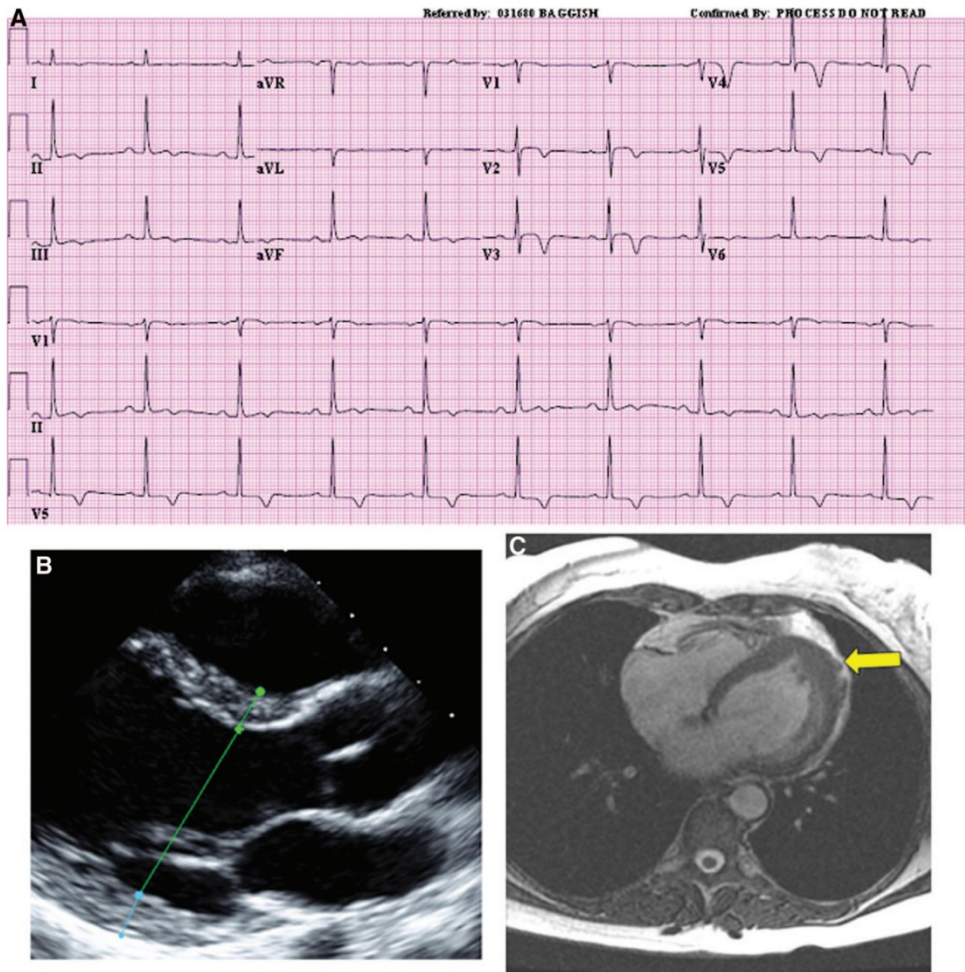 A
Referred by: 031680 BAGGISH Confirmed By: PROCESS DO NOT READ
I aVR V1 V4
II aVL V2 V5
III aVF V3 V6
V1
II
V5
B
C